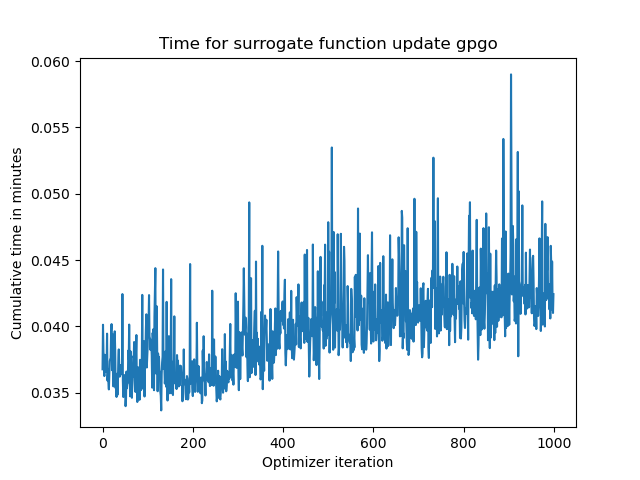 Time for surrogate function update gpgo
Cumulative time in minutes
0.060
0.055
0.050
0.045
0.040
0.035
0 200 400 600 800 1000
Optimizer iteration